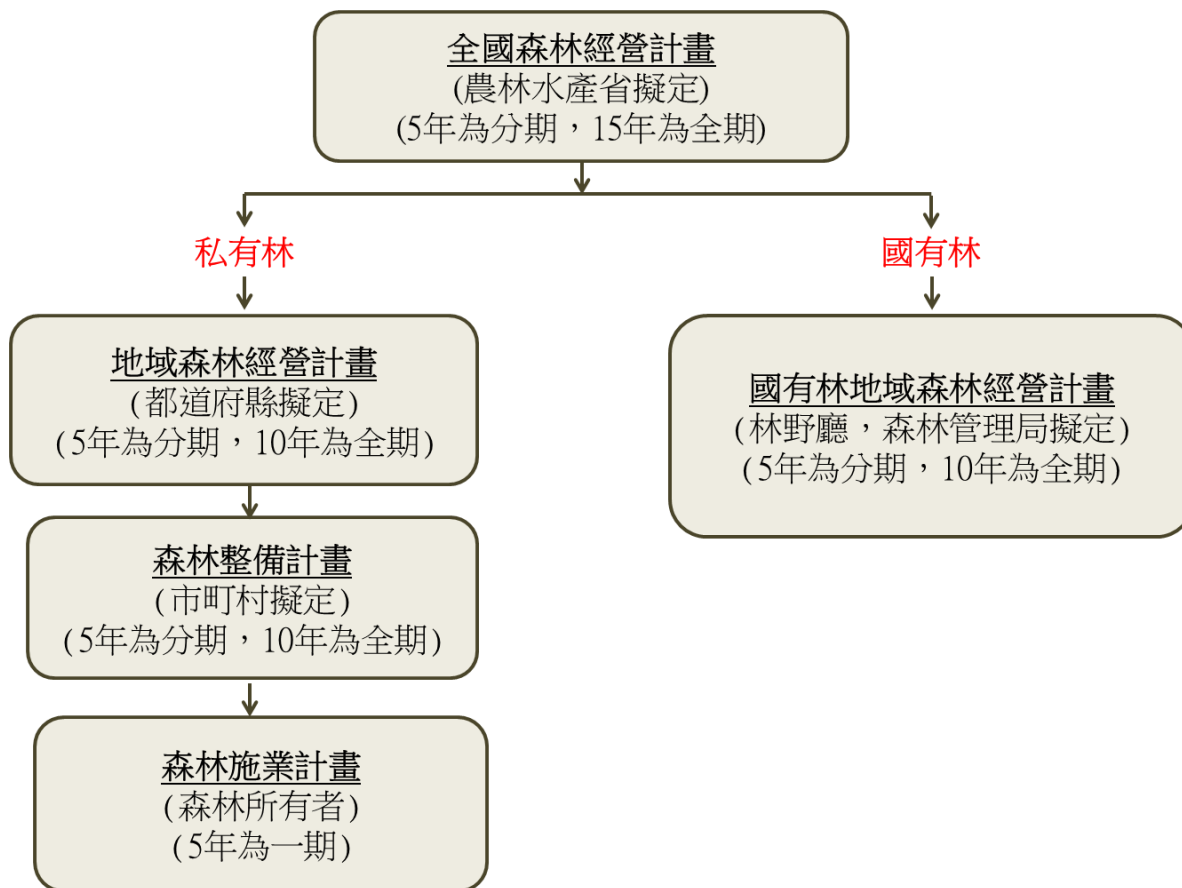 全國森林經營計畫
(農林水產省擬定)
(5年為分期，15年為全期)
私有林
國有林
地域森林經營計畫
(都道府縣擬定)
(5年為分期，10年為全期)
國有林地域森林經營計畫
(林野廳，森林管理局擬定)
(5年為分期，10年為全期)
森林整備計畫
(市町村擬定)
(5年為分期，10年為全期)
森林施業計畫
(森林所有者)
(5年為一期)